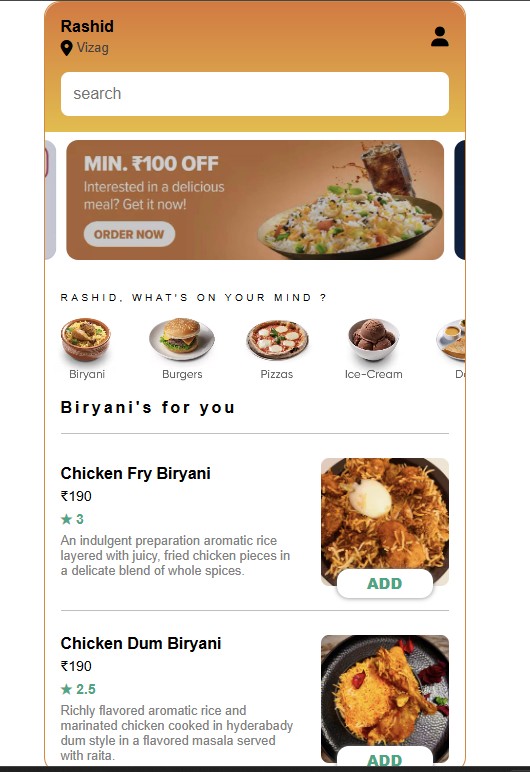 Rashid
Vizag
search
MIN. ₹100 OFF
Interested in a delicious
meal? Get it now!
ORDER NOW
RASHID, WHAT'S ON YOUR MIND ?
Biryani Burgers Pizzas Ice-Cream
Biryani's for you
Chicken Fry Biryani
₹190
★ 3
An indulgent preparation aromatic rice
layered with juicy, fried chicken pieces in
a delicate blend of whole spices.
ADD
Chicken Dum Biryani
₹190
★ 2.5
Richly flavored aromatic rice and
marinated chicken cooked in hyderabady
dum style in a flavored masala served
with raita.
ADD